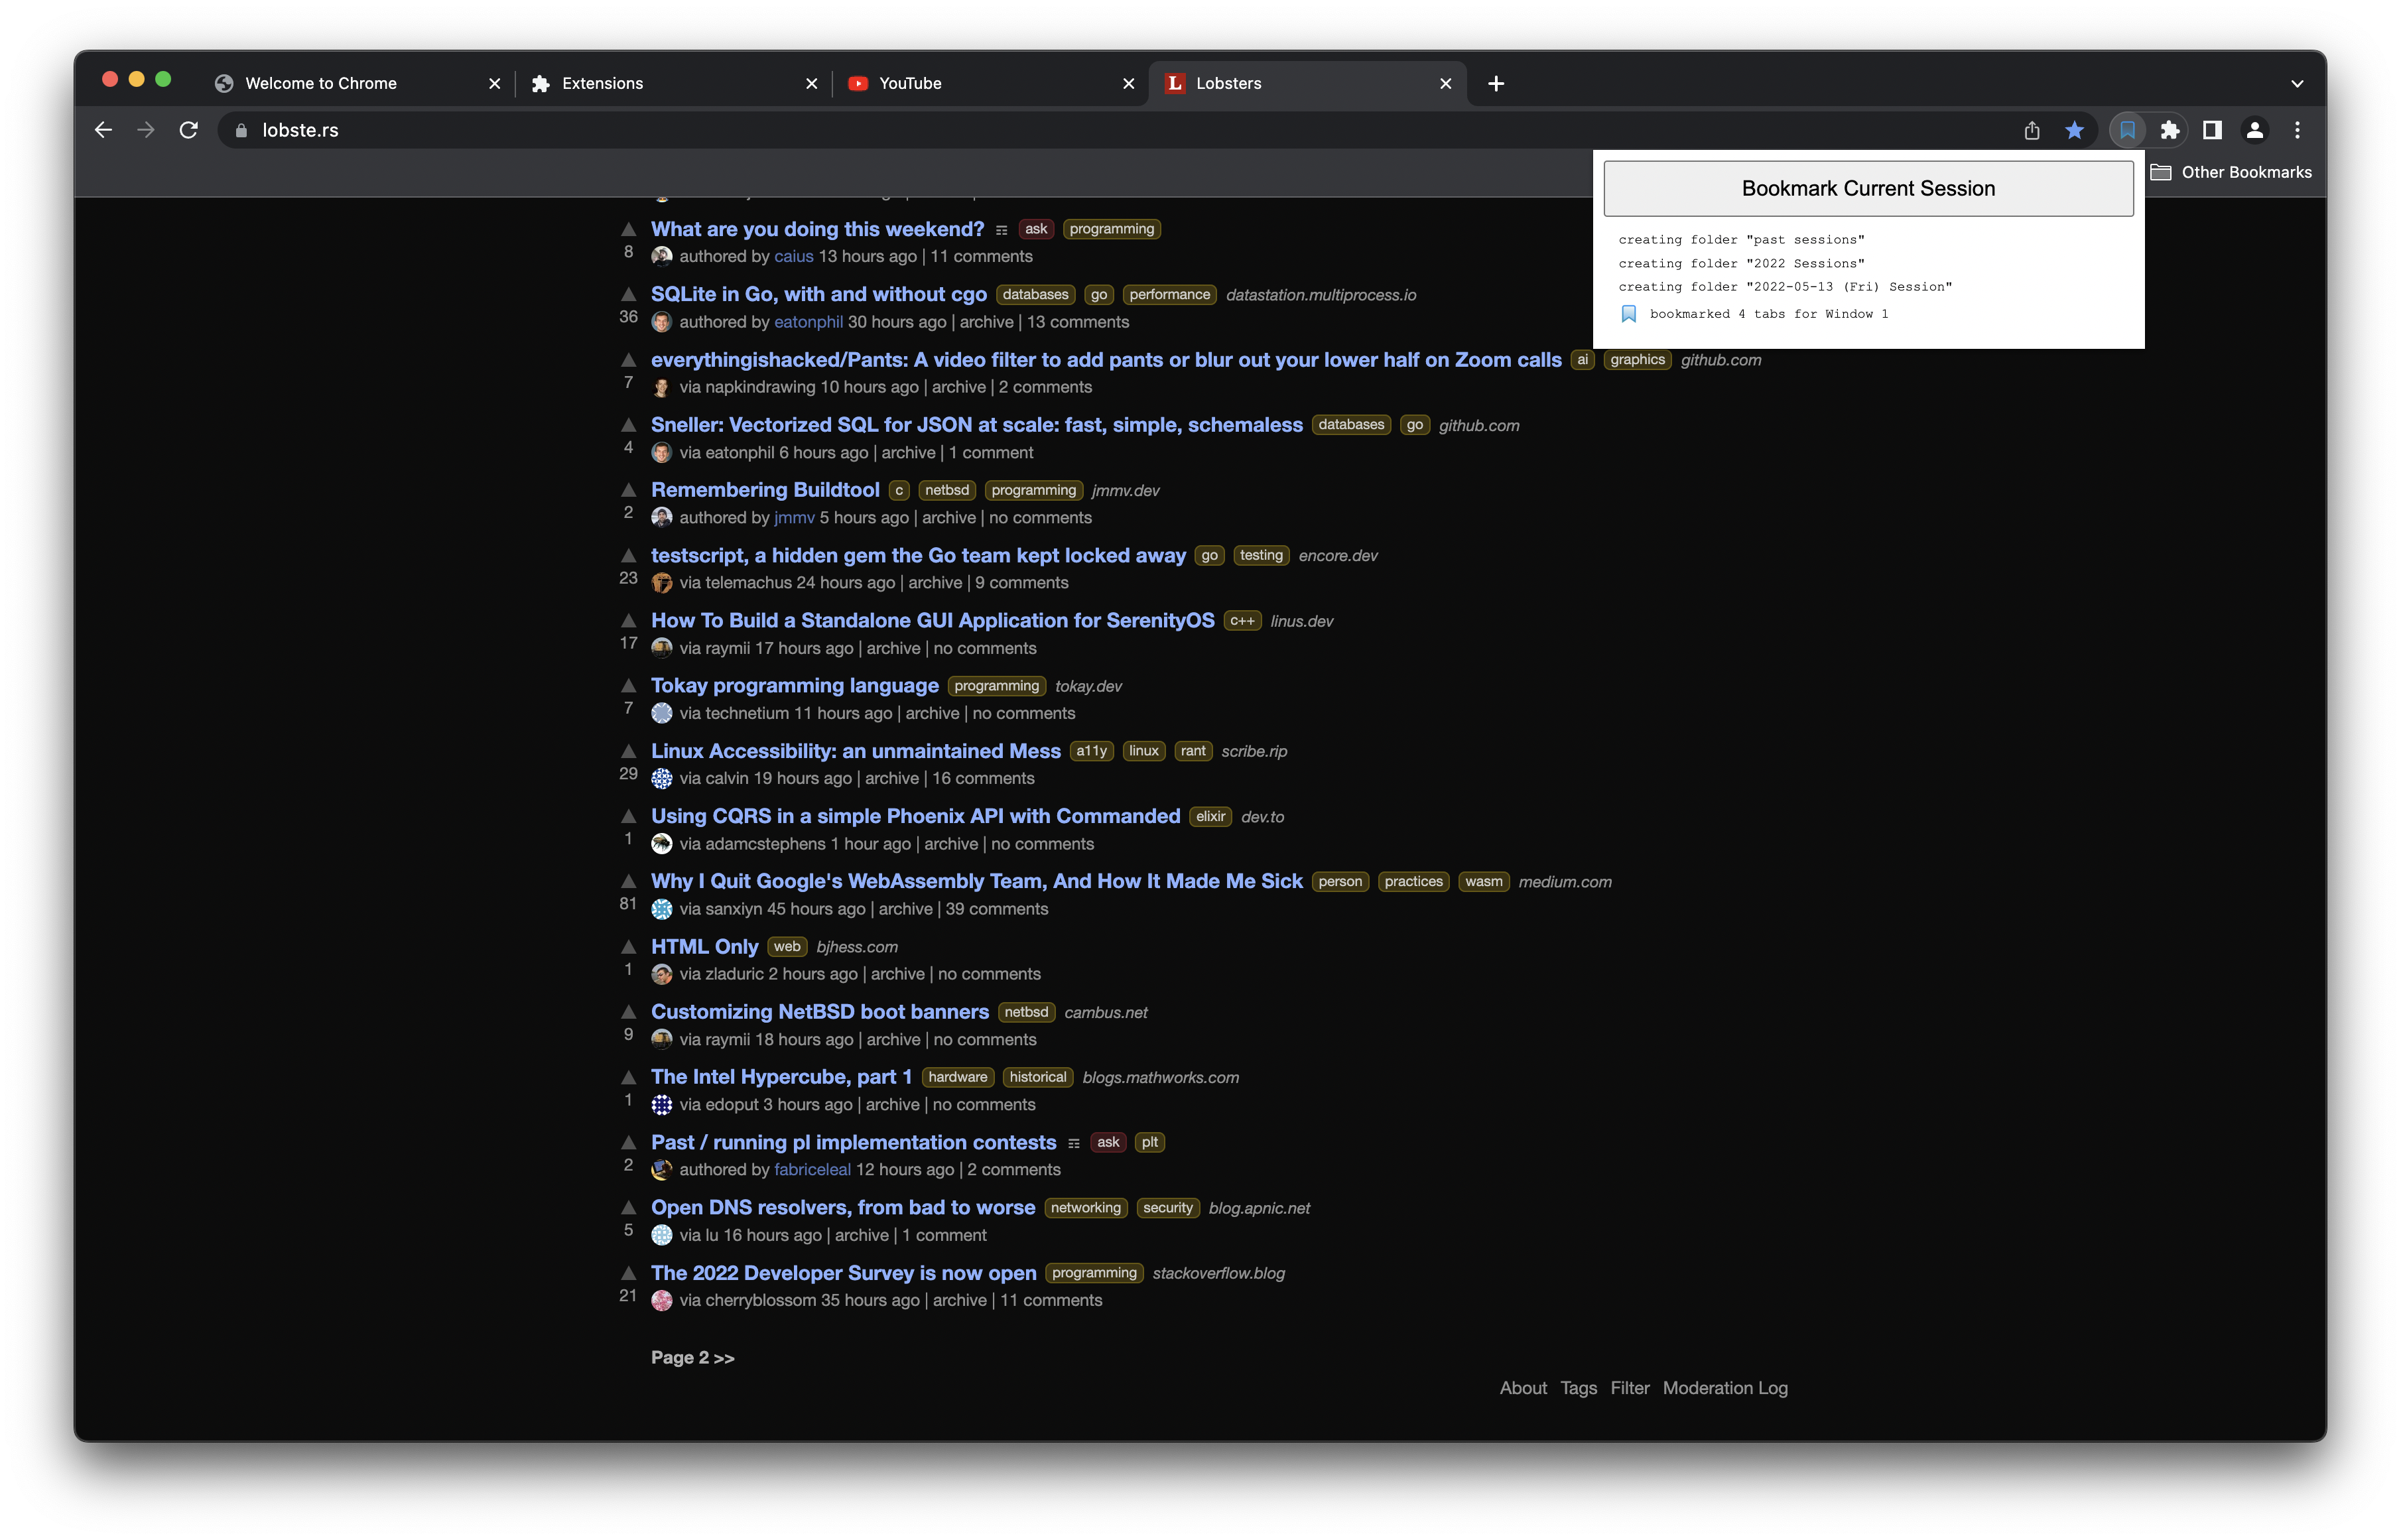 Welcome to Chrome
Extensions
YouTube
L Lobsters
lobste.rs
Other Bookmarks
Bookmark Current Session
creating folder "past sessions"
creating folder "2022 Sessions"
creating folder "2022-05-13 (Fri) Session"
bookmarked 4 tabs for Window 1
What are you doing this weekend? ask programming
8 authored by caius 13 hours ago | 11 comments
SQLite in Go, with and without cgo databases go performance datastation.multiprocess.io
36 authored by eatonphil 30 hours ago | archive | 13 comments
everythingishacked/Pants: A video filter to add pants or blur out your lower half on Zoom calls ai graphics github.com
7 via napkindrawing 10 hours ago | archive | 2 comments
Sneller: Vectorized SQL for JSON at scale: fast, simple, schemaless databases go github.com
4 via eatonphil 6 hours ago | archive | 1 comment
Remembering Buildtool c netbsd programming jmmv.dev
2 authored by jmmv 5 hours ago | archive | no comments
testscript, a hidden gem the Go team kept locked away go testing encore.dev
23 via telemachus 24 hours ago | archive | 9 comments
How To Build a Standalone GUI Application for SerenityOS c++ linus.dev
17 via raymii 17 hours ago | archive | no comments
Tokay programming language programming tokay.dev
7 via technetium 11 hours ago | archive | no comments
Linux Accessibility: an unmaintained Mess a11y linux rant scribe.rip
29 via calvin 19 hours ago | archive | 16 comments
Using CQRS in a simple Phoenix API with Commanded elixir dev.to
1 via adamcstephens 1 hour ago | archive | no comments
Why I Quit Google's WebAssembly Team, And How It Made Me Sick person practices wasm medium.com
81 via sanxiyn 45 hours ago | archive | 39 comments
HTML Only web bjhess.com
1 via zladuric 2 hours ago | archive | no comments
Customizing NetBSD boot banners netbsd cambus.net
9 via raymii 18 hours ago | archive | no comments
The Intel Hypercube, part 1 hardware historical blogs.mathworks.com
1 via edoput 3 hours ago | archive | no comments
Past / running pl implementation contests ask plt
2 authored by fabriceleal 12 hours ago | 2 comments
Open DNS resolvers, from bad to worse networking security blog.apnic.net
5 via lu 16 hours ago | archive | 1 comment
The 2022 Developer Survey is now open programming stackoverflow.blog
21 via cherryblossom 35 hours ago | archive | 11 comments
Page 2 >>
About Tags Filter Moderation Log